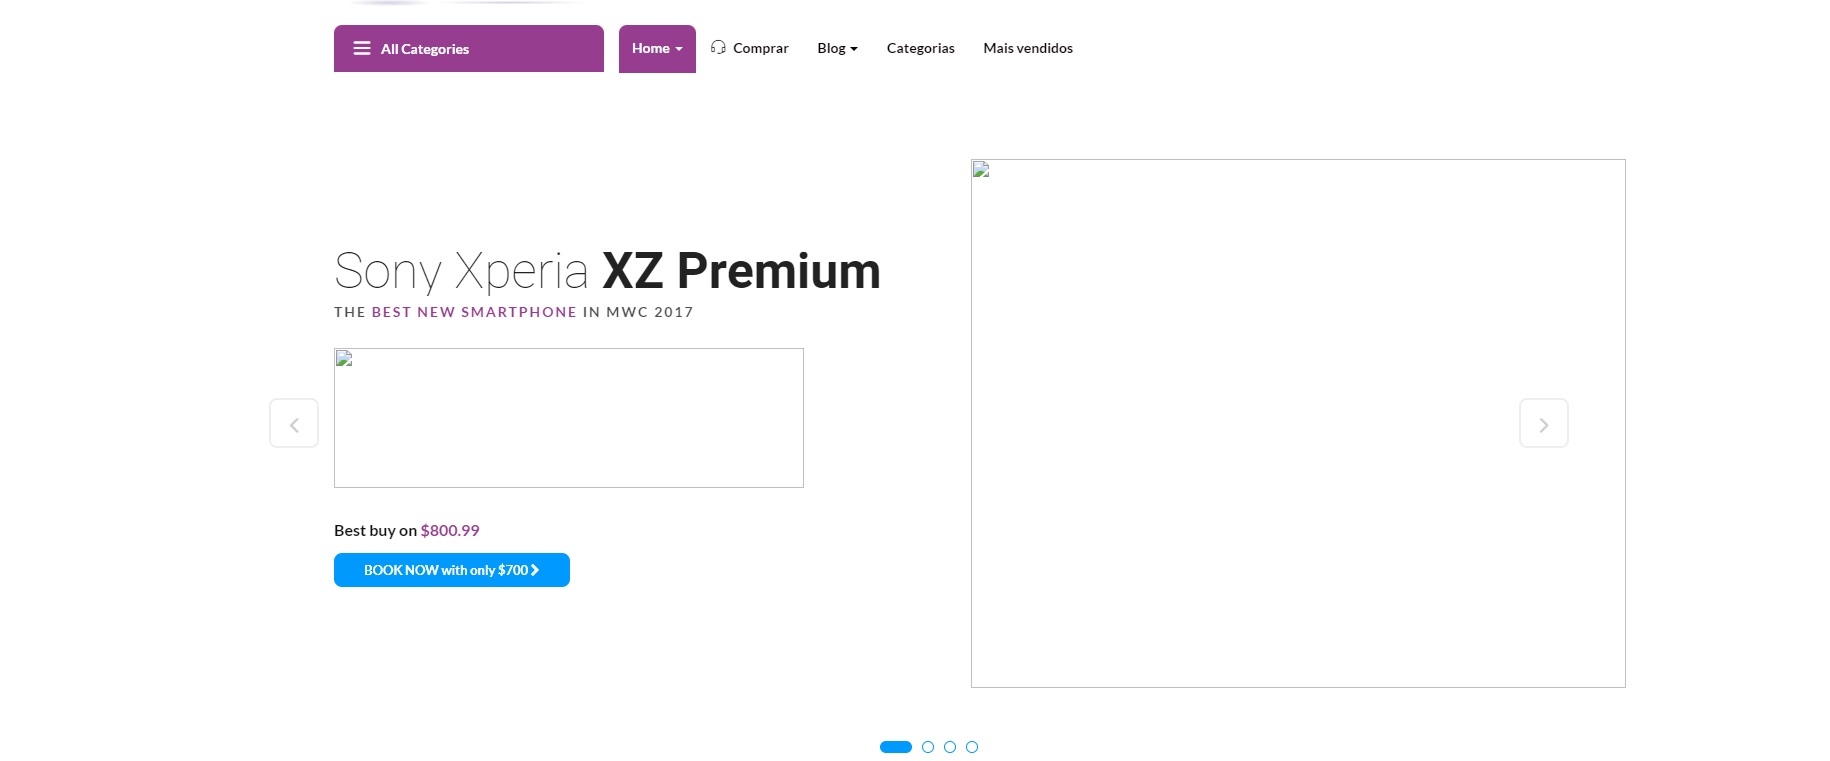 All Categories
Home Comprar Blog Categorias Mais vendidos
Sony Xperia XZ Premium
THE BEST NEW SMARTPHONE IN MWC 2017
Best buy on $800.99
BOOK NOW with only $700